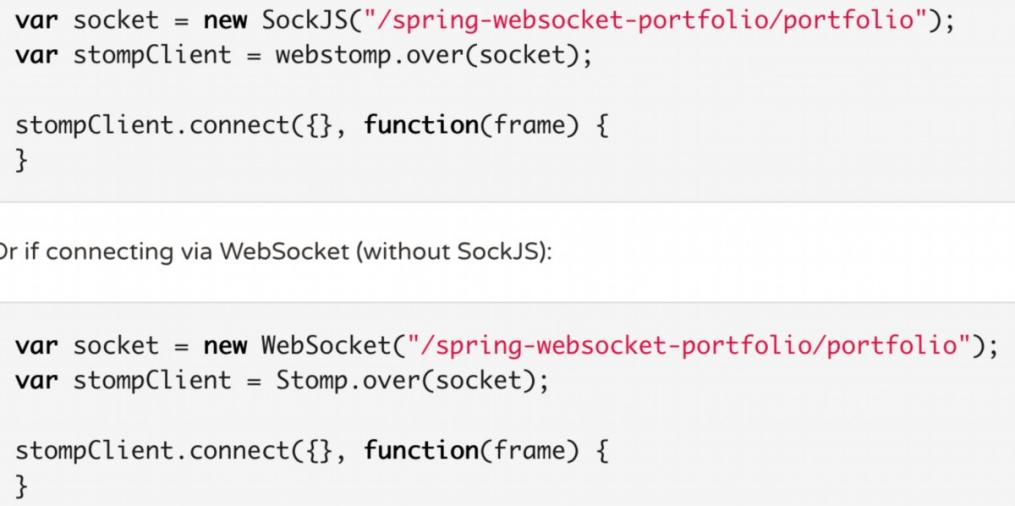 var socket = new SockJS("/spring-websocket-portfolio/portfolio");
var stompClient = webstomp.over(socket);
stompClient.connect({}, function(frame) {
}
Or if connecting via WebSocket (without SockJS):
var socket = new WebSocket("/spring-websocket-portfolio/portfolio");
var stompClient = Stomp.over(socket);
stompClient.connect({}, function(frame) {
}